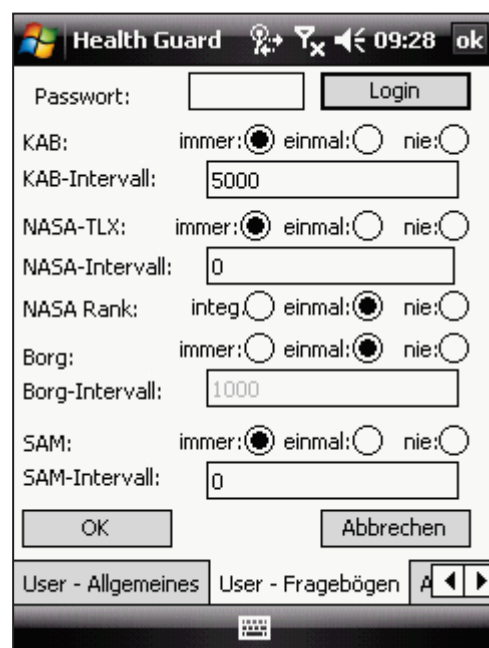 Health Guard 09:28 ok
Passwort: Login
KAB: immer: einmal: nie:
KAB-Intervall: 5000
NASA-TLX: immer: einmal: nie:
NASA-Intervall: 0
NASA Rank: integ. einmal: nie:
Borg: immer: einmal: nie:
Borg-Intervall: 1000
SAM: immer: einmal: nie:
SAM-Intervall: 0
OK Abbrechen
User - Allgemeines User - Fragebögen A